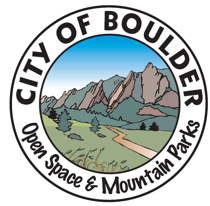 CITY OF BOULDER
Open Space & Mountain Parks